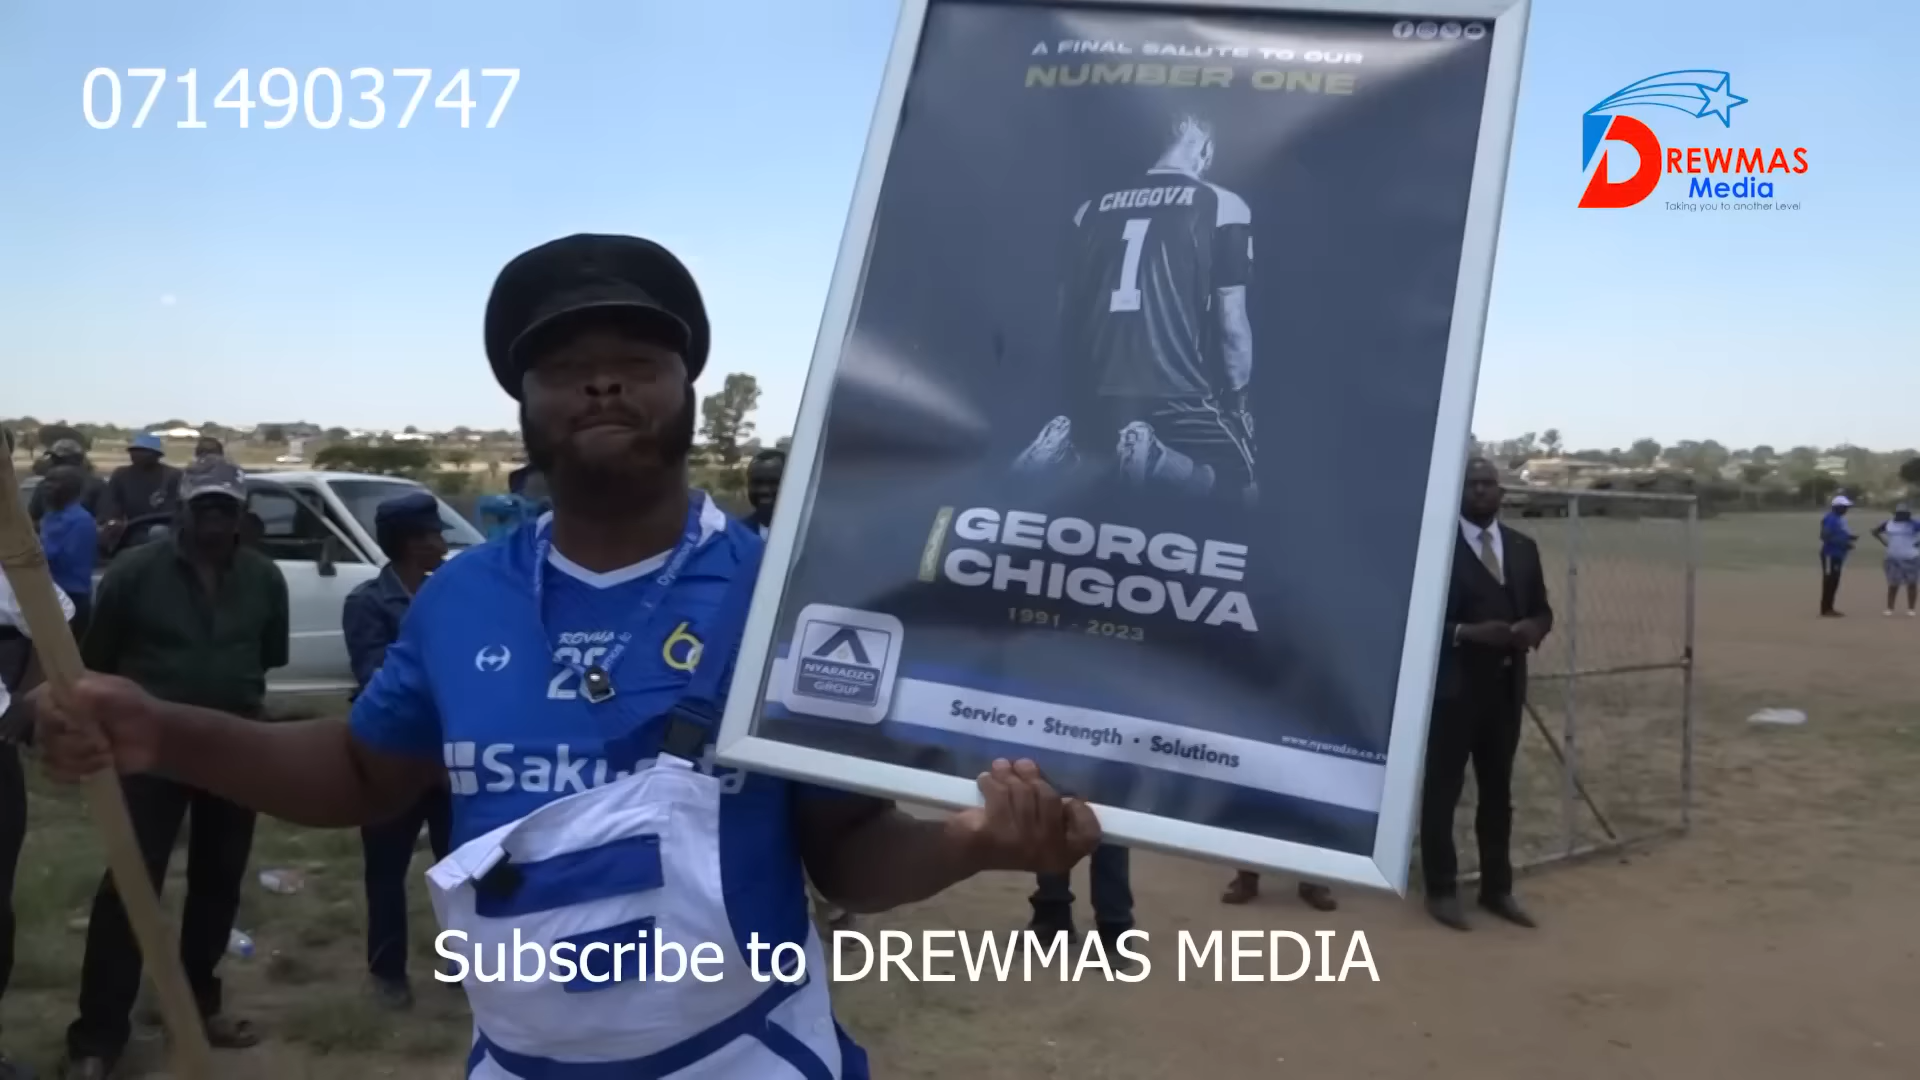 0714903747
A FINAL SALUTE TO OUR
NUMBER ONE
CHIGOVA
1
GEORGE
CHIGOVA
1991 - 2023
NYARADZO
GROUP
Service · Strength · Solutions
DREWMAS
Media
Taking you to another Level
Subscribe to DREWMAS MEDIA